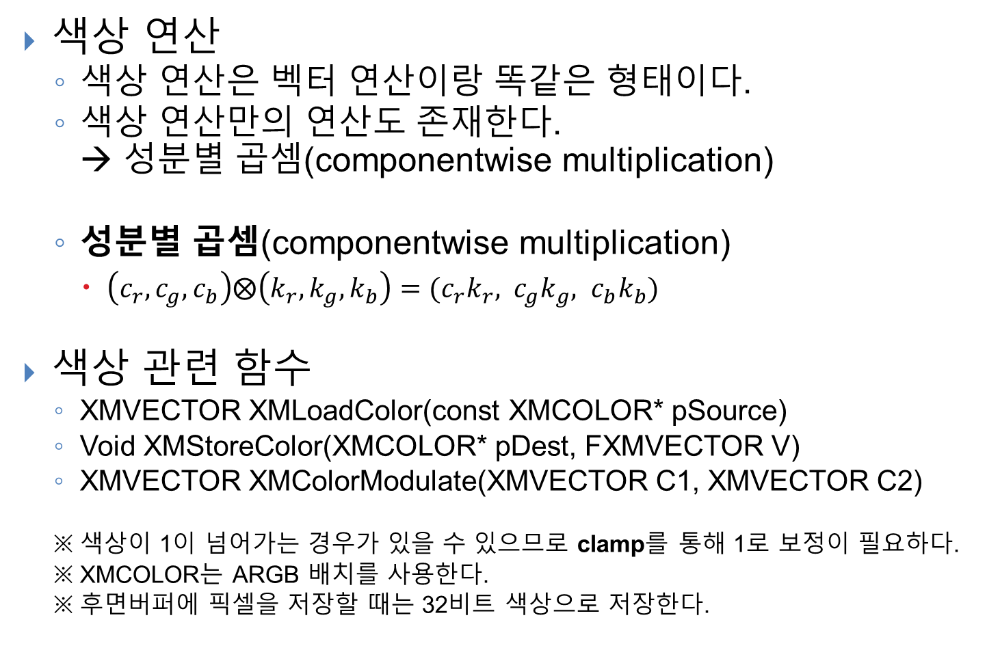 색상 연산
색상 연산은 벡터 연산이랑 똑같은 형태이다.
색상 연산만의 연산도 존재한다.
→ 성분별 곱셈(componentwise multiplication)
성분별 곱셈(componentwise multiplication)
(c_r, c_g, c_b)⊗(k_r, k_g, k_b) = (c_r k_r, c_g k_g, c_b k_b)
색상 관련 함수
XMVECTOR XMLoadColor(const XMCOLOR* pSource)
Void XMStoreColor(XMCOLOR* pDest, FXMVECTOR V)
XMVECTOR XMColorModulate(XMVECTOR C1, XMVECTOR C2)
※ 색상이 1이 넘어가는 경우가 있을 수 있으므로 clamp를 통해 1로 보정이 필요하다.
※ XMCOLOR는 ARGB 배치를 사용한다.
※ 후면버퍼에 픽셀을 저장할 때는 32비트 색상으로 저장한다.